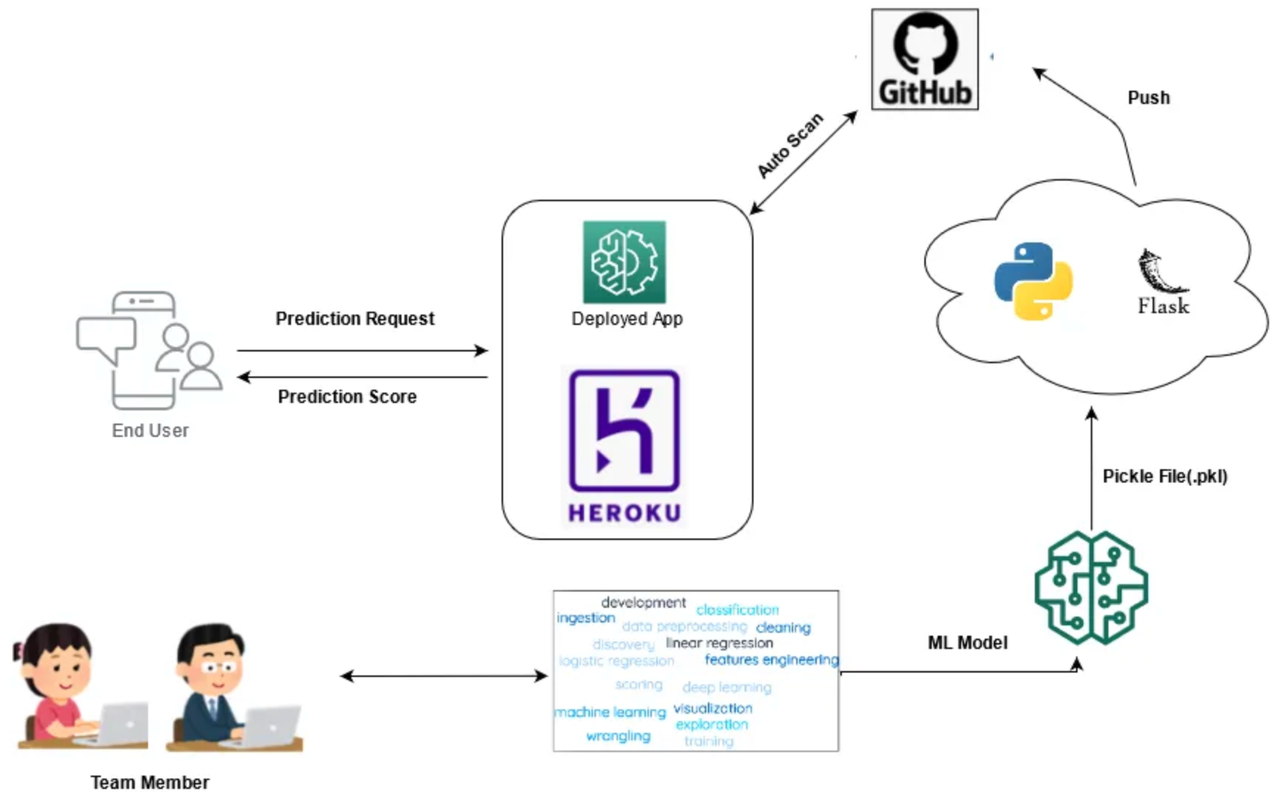 GitHub
Push
Auto Scan
Deployed App
Flask
Prediction Request
Prediction Score
End User
HEROKU
Pickle File(.pkl)
development
classification
ingestion
data preprocessing
cleaning
discovery
linear regression
logistic regression
features engineering
scoring
deep learning
machine learning
visualization
exploration
wrangling
training
ML Model
Team Member